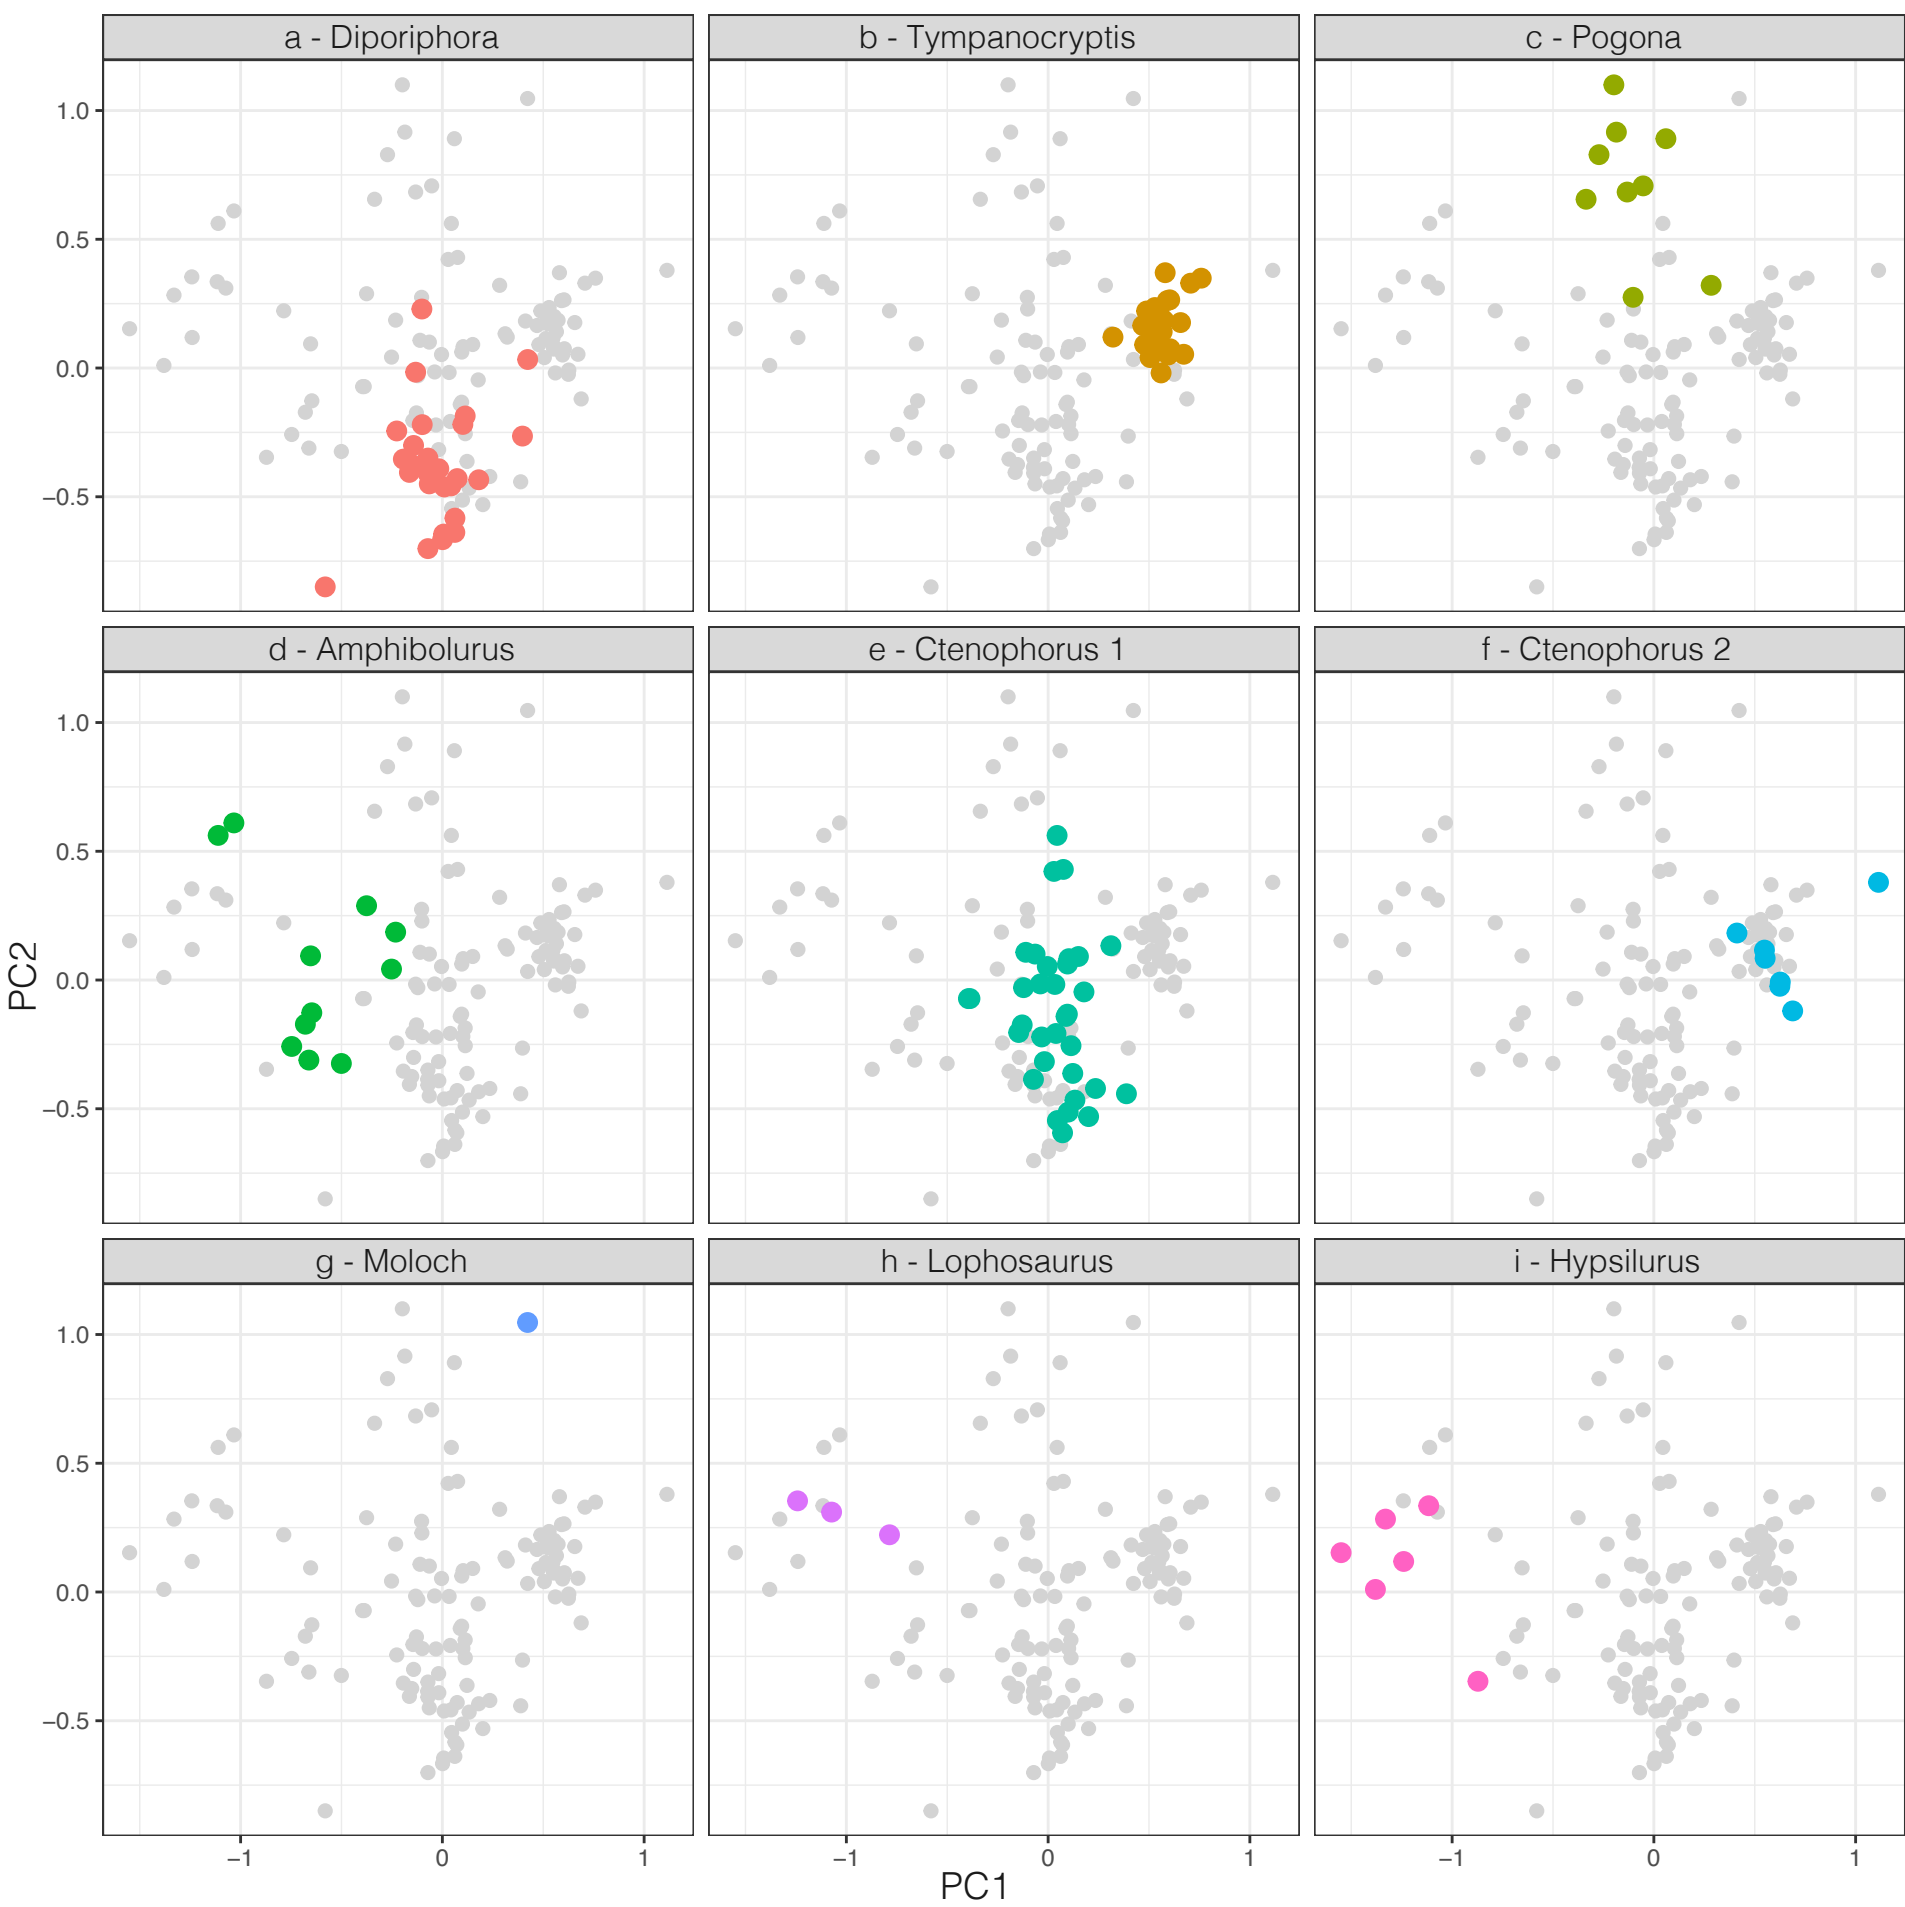 a - Diporiphora
b - Tympanocryptis
c - Pogona
1.0
0.5
0.0
−0.5
d - Amphibolurus
e - Ctenophorus 1
f - Ctenophorus 2
1.0
0.5
0.0
−0.5
PC2
g - Moloch
h - Lophosaurus
i - Hypsilurus
1.0
0.5
0.0
−0.5
−1 0 1
−1 0 1
−1 0 1
PC1